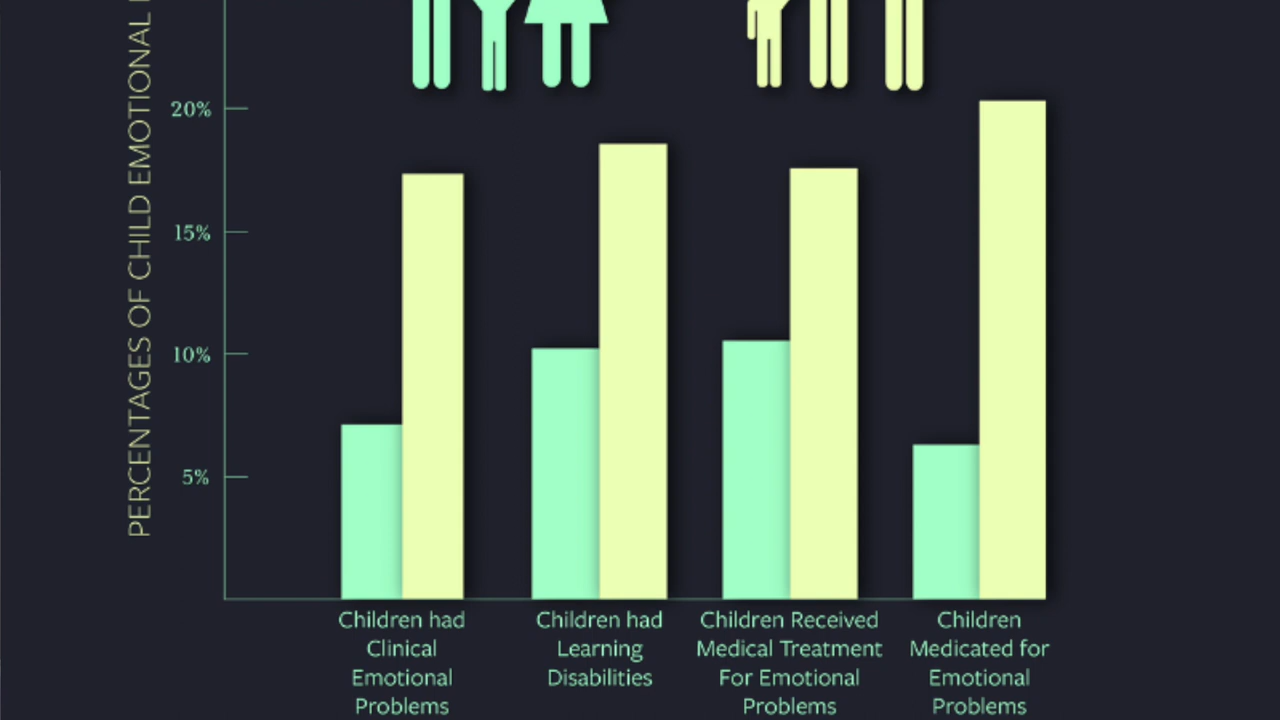 PERCENTAGES OF CHILD EMOTIONAL
20%
15%
10%
5%
Children had
Clinical
Emotional
Problems
Children had
Learning
Disabilities
Children Received
Medical Treatment
For Emotional
Problems
Children
Medicated for
Emotional
Problems